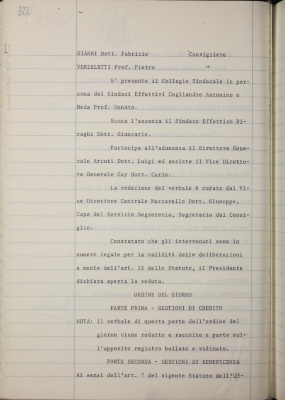 322
GIANNI Dott. Fabrizio Consigliere
VERZELETTI Prof. Pietro "
E' presente il Collegio Sindacale in per-
sona dei Sindaci Effettivi Cagliandro Antonino e
Meda Prof. Donato.
Scusa l'assenza il Sindaco Effettivo Bi-
raghi Dott. Giancarlo.
Partecipa all'adunanza il Direttore Gene-
rale Arcuti Dott. Luigi ed assiste il Vice Diretto-
re Generale Gay Dott. Carlo.
La redazione del verbale è curata dal Vi-
ce Direttore Centrale Mazzarello Dott. Giuseppe,
Capo del Servizio Segreteria, Segretario del Consi-
glio.
Constatato che gli intervenuti sono in
numero legale per la validità delle deliberazioni
a mente dell'art. 13 dello Statuto, il Presidente
dichiara aperta la seduta.
ORDINE DEL GIORNO
PARTE PRIMA - GESTIONI DI CREDITO
NOTA: il verbale di questa parte dell'ordine del
giorno viene redatto e raccolto a parte sul-
l'apposito registro bollato e vidimato.
PARTE SECONDA - GESTIONI DI BENEFICENZA
Ai sensi dell'art. del vigente Statuto dell'